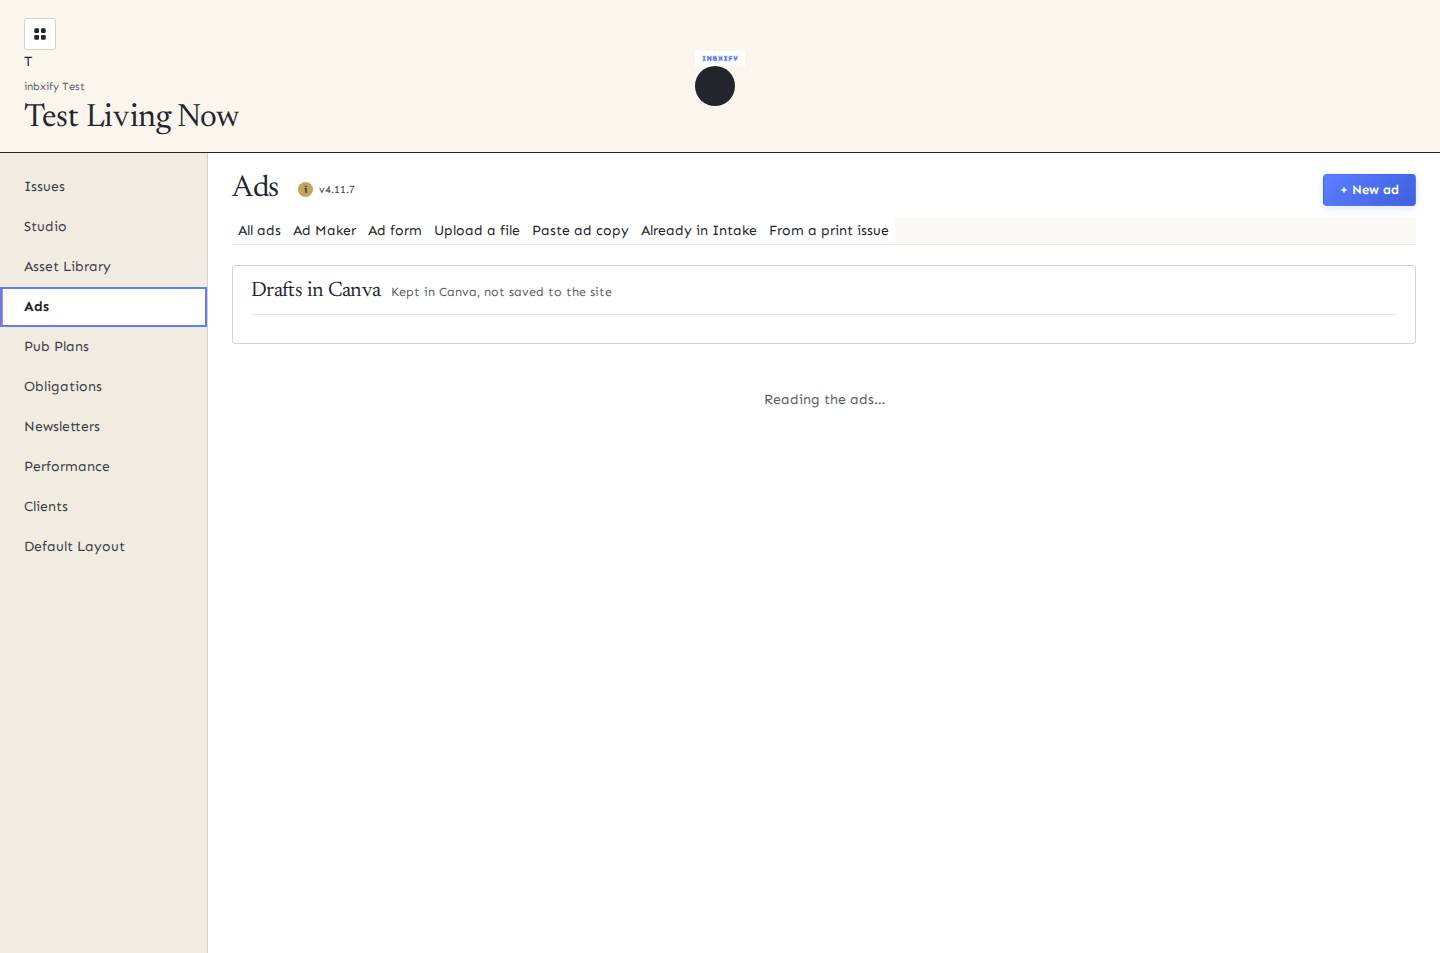 T
INBXIFY
inbxify Test
Test Living Now
Issues
Studio
Asset Library
Ads
Pub Plans
Obligations
Newsletters
Performance
Clients
Default Layout
Ads i v4.11.7
+ New ad
All ads Ad Maker Ad form Upload a file Paste ad copy Already in Intake From a print issue
Drafts in Canva Kept in Canva, not saved to the site
Reading the ads...